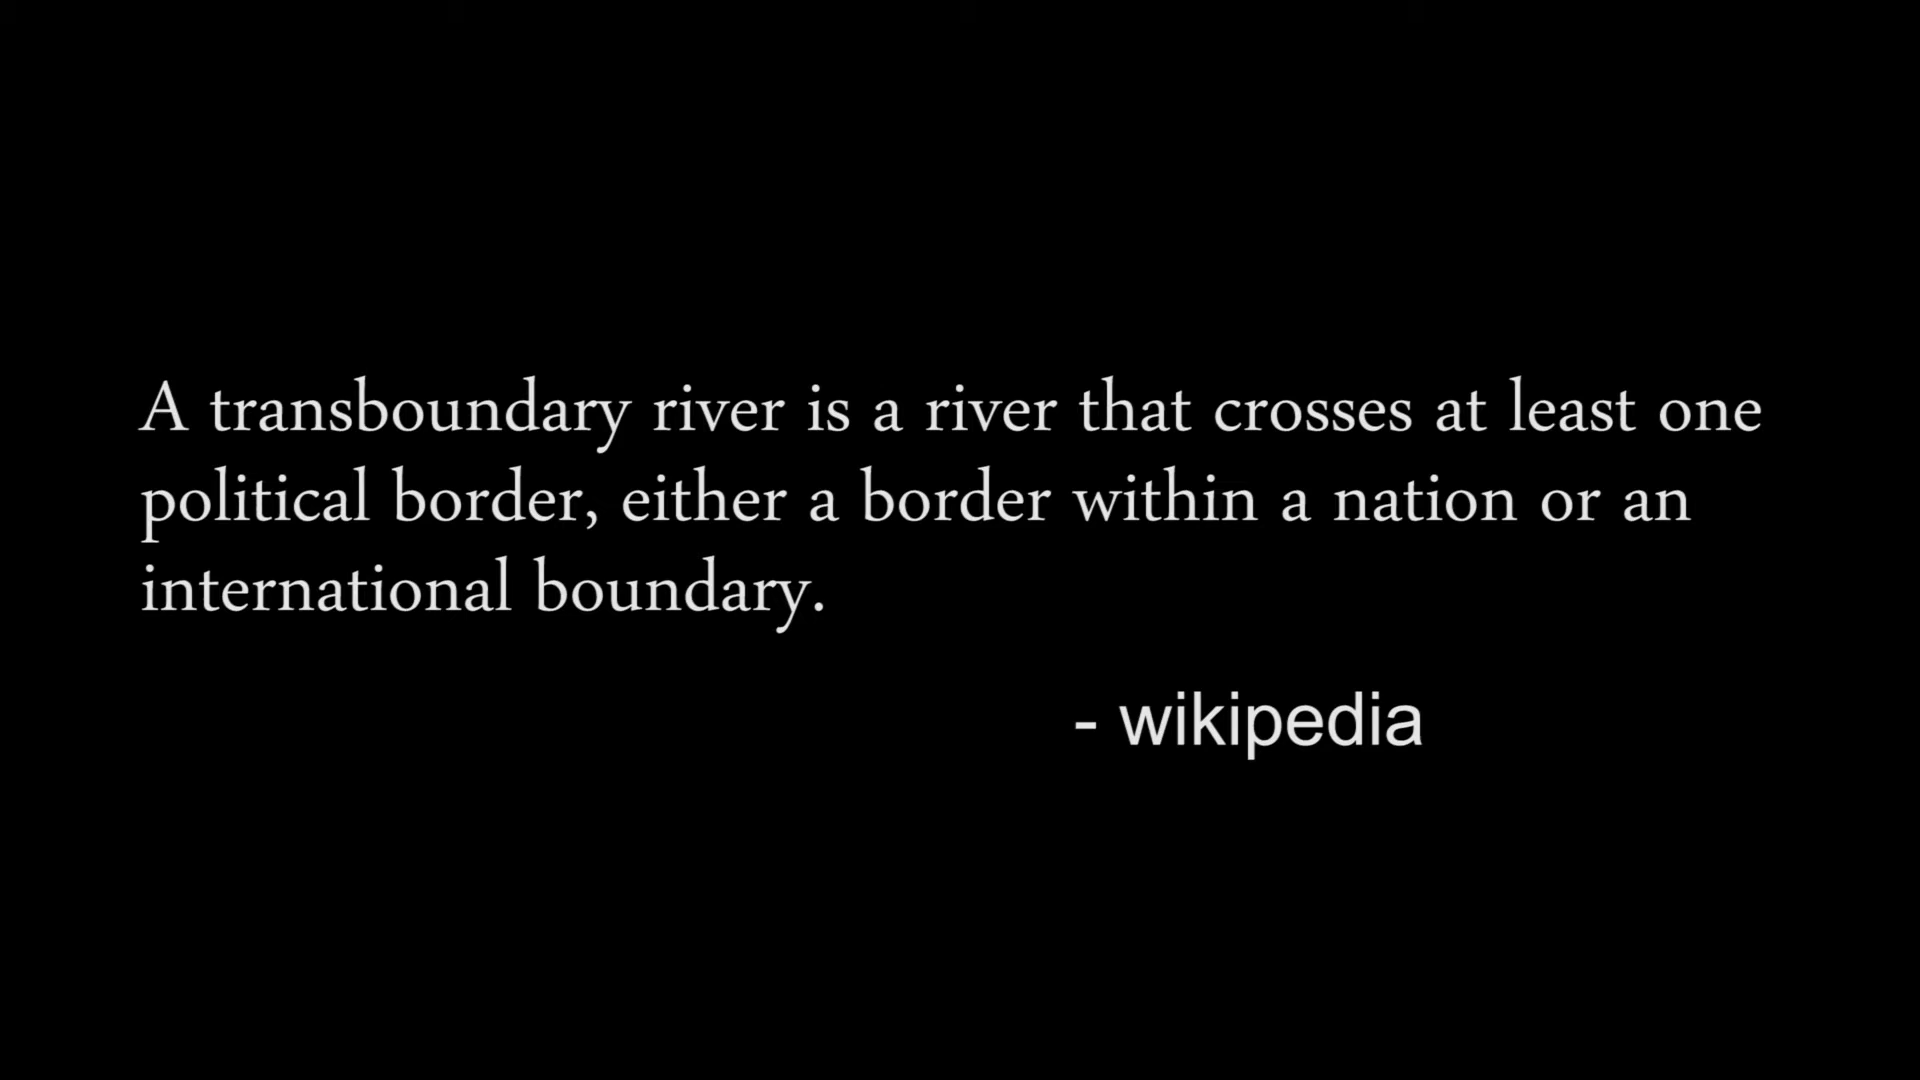 A transboundary river is a river that crosses at least one
political border, either a border within a nation or an
international boundary.
- wikipedia